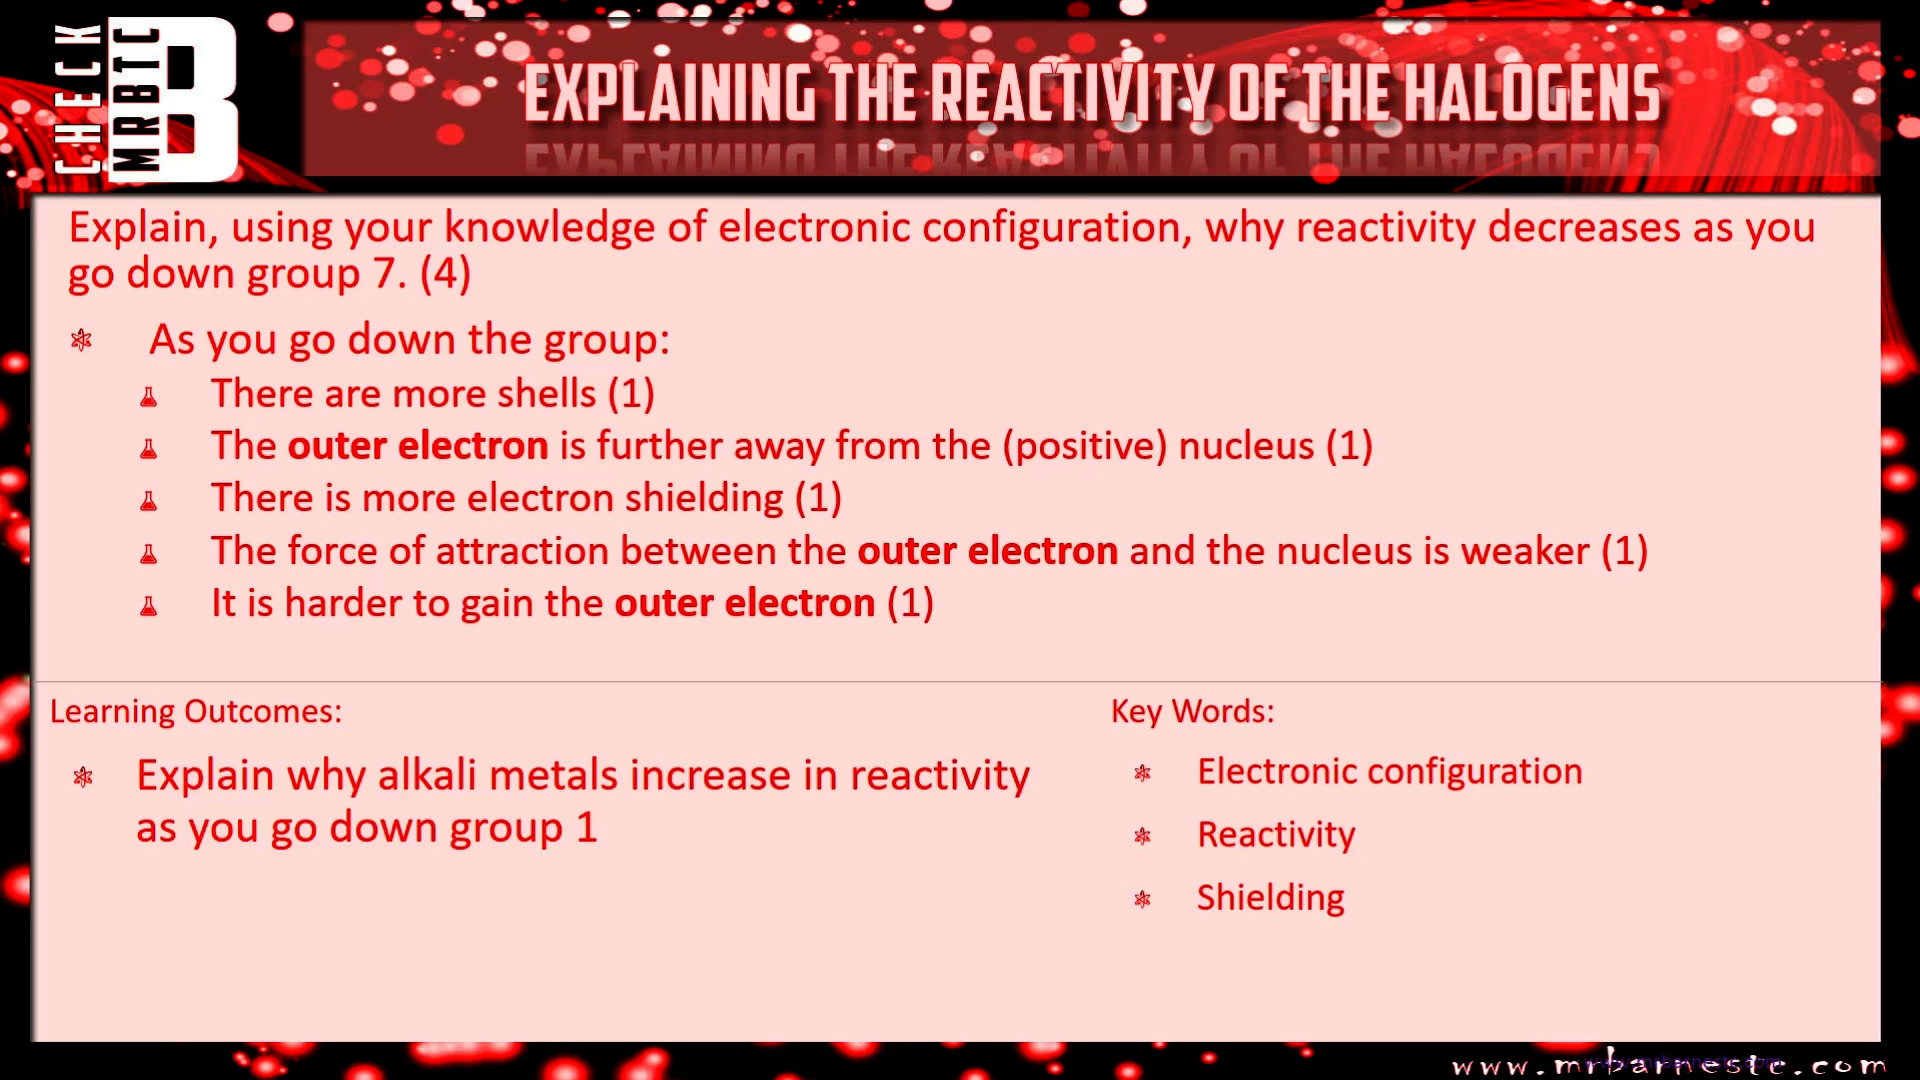 CHECK
MRBTC
B
EXPLAINING THE REACTIVITY OF THE HALOGENS
Explain, using your knowledge of electronic configuration, why reactivity decreases as you
go down group 7. (4)
As you go down the group:
There are more shells (1)
The outer electron is further away from the (positive) nucleus (1)
There is more electron shielding (1)
The force of attraction between the outer electron and the nucleus is weaker (1)
It is harder to gain the outer electron (1)
Learning Outcomes:
Explain why alkali metals increase in reactivity
as you go down group 1
Key Words:
Electronic configuration
Reactivity
Shielding
www.mrbarnestc.com
www.mrbarnestc.com